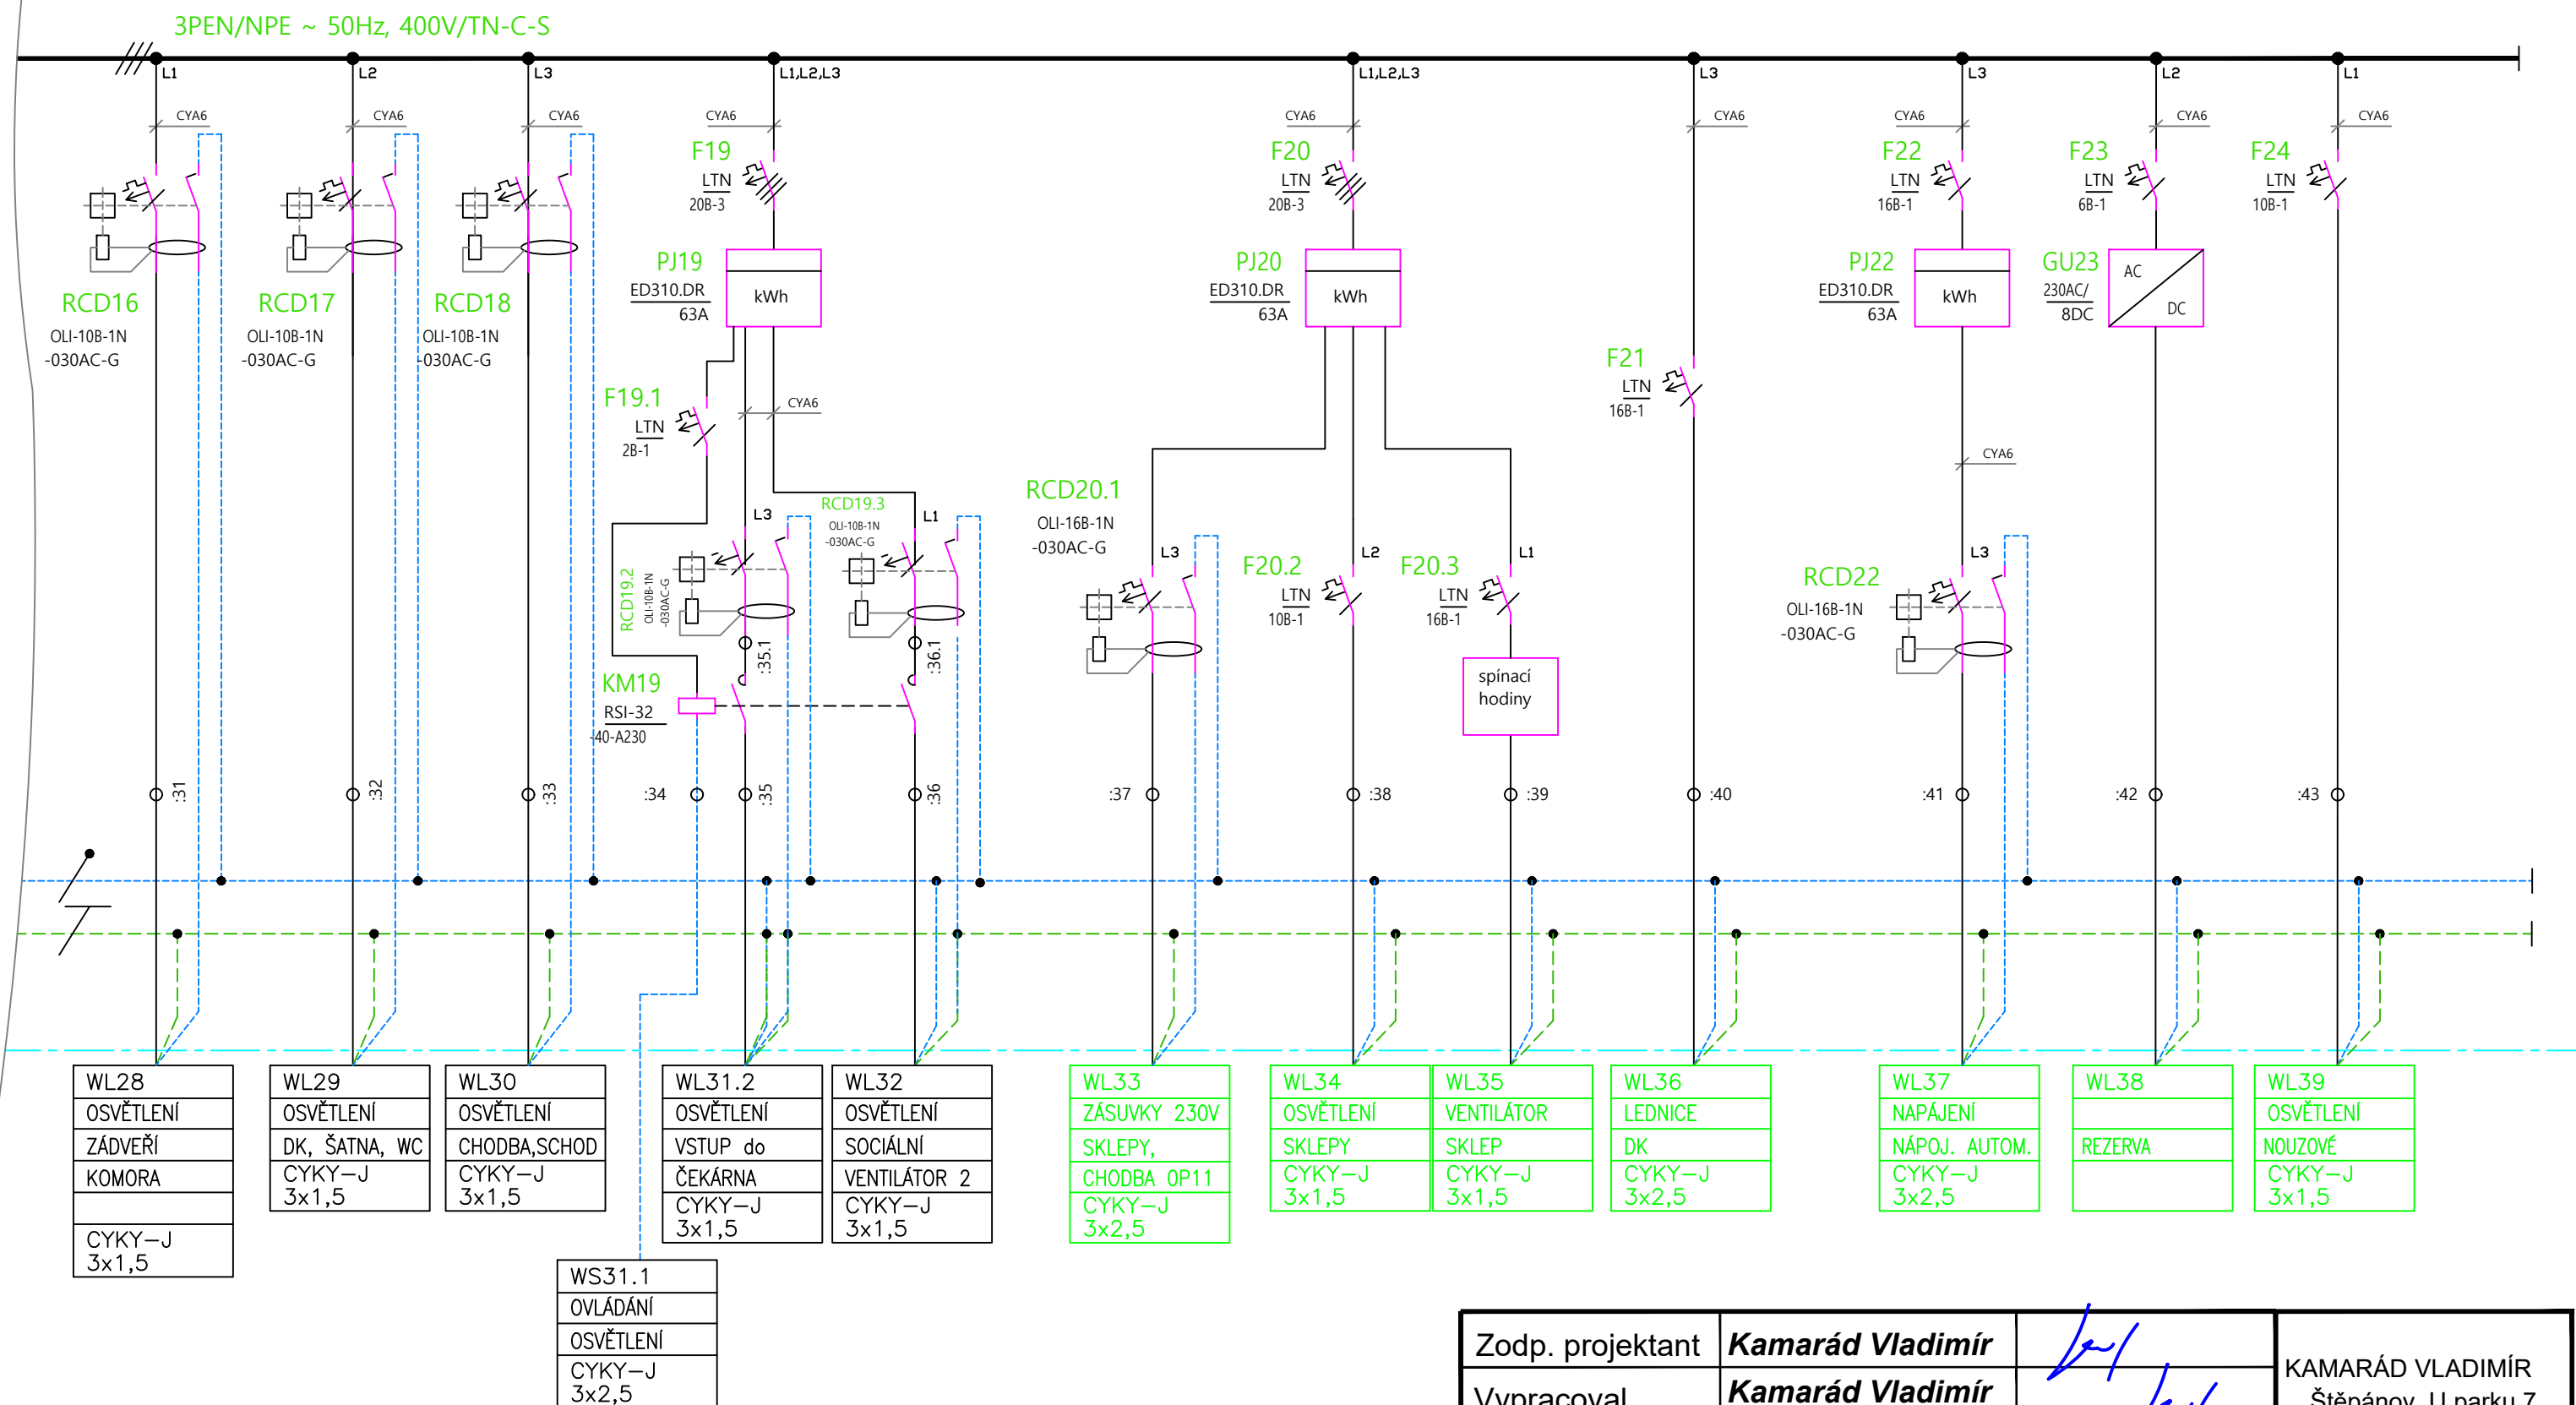 3PEN/NPE ~ 50Hz, 400V/TN-C-S
L1
L2
L3
L1,L2,L3
L1,L2,L3
L3
L3
L2
L1
CYA6
CYA6
CYA6
CYA6
CYA6
CYA6
CYA6
CYA6
CYA6
F19
LTN
20B-3
F20
LTN
20B-3
F22
LTN
16B-1
F23
LTN
6B-1
F24
LTN
10B-1
RCD16
OLI-10B-1N
-030AC-G
RCD17
OLI-10B-1N
-030AC-G
RCD18
OLI-10B-1N
-030AC-G
PJ19
ED310.DR
63A
kWh
PJ20
ED310.DR
63A
kWh
PJ22
ED310.DR
63A
kWh
GU23
230AC/
8DC
AC
DC
F21
LTN
16B-1
F19.1
LTN
2B-1
CYA6
CYA6
RCD19.2
OLI-10B-1N
-030AC-G
L3
RCD19.3
OLI-10B-1N
-030AC-G
L1
RCD20.1
OLI-16B-1N
-030AC-G
L3
F20.2
LTN
10B-1
L2
F20.3
LTN
16B-1
L1
RCD22
OLI-16B-1N
-030AC-G
L3
:35.1
:36.1
KM19
RSI-32
-40-A230
spínací
hodiny
:31
:32
:33
:34
:35
:36
:37
:38
:39
:40
:41
:42
:43
WL28
OSVĚTLENÍ
ZÁDVEŘÍ
KOMORA
CYKY-J
3x1,5
WL29
OSVĚTLENÍ
DK, ŠATNA, WC
CYKY-J
3x1,5
WL30
OSVĚTLENÍ
CHODBA,SCHOD
CYKY-J
3x1,5
WL31.2
OSVĚTLENÍ
VSTUP do
ČEKÁRNA
CYKY-J
3x1,5
WL32
OSVĚTLENÍ
SOCIÁLNÍ
VENTILÁTOR 2
CYKY-J
3x1,5
WL33
ZÁSUVKY 230V
SKLEPY,
CHODBA 0P11
CYKY-J
3x2,5
WL34
OSVĚTLENÍ
SKLEPY
CYKY-J
3x1,5
WL35
VENTILÁTOR
SKLEP
CYKY-J
3x1,5
WL36
LEDNICE
DK
CYKY-J
3x2,5
WL37
NAPÁJENÍ
NÁPOJ. AUTOM.
CYKY-J
3x2,5
WL38
REZERVA
WL39
OSVĚTLENÍ
NOUZOVÉ
CYKY-J
3x1,5
WS31.1
OVLÁDÁNÍ
OSVĚTLENÍ
CYKY-J
3x2,5
Zodp. projektant
Kamarád Vladimír
Vypracoval
Kamarád Vladimír
KAMARÁD VLADIMÍR
Štěpánov, U parku 7